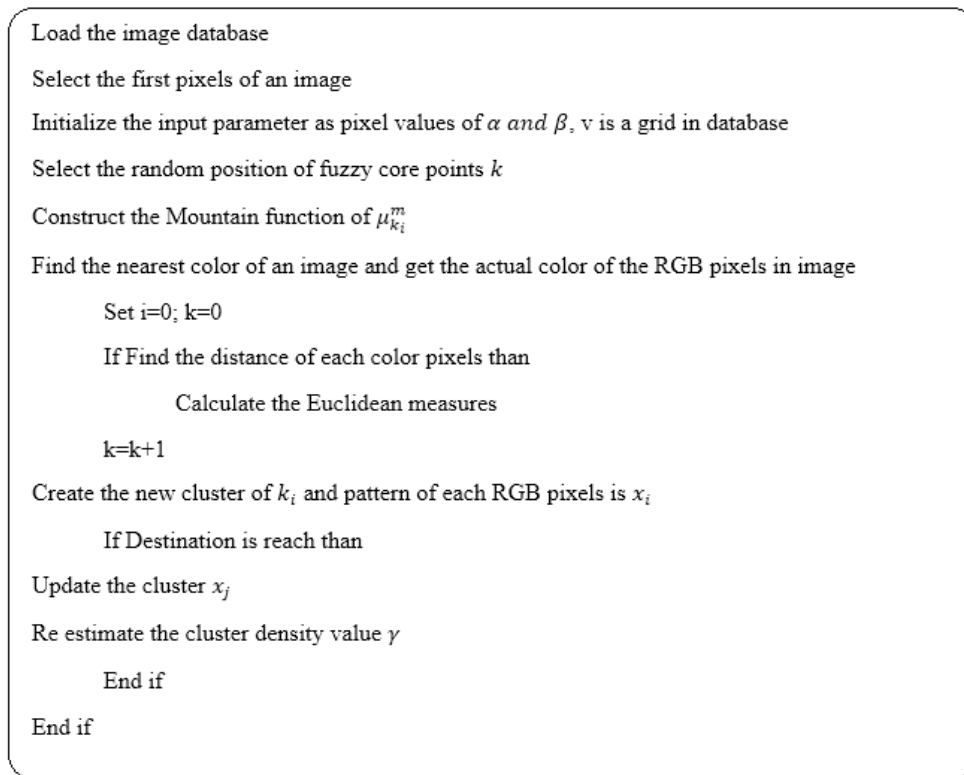 Load the image database
Select the first pixels of an image
Initialize the input parameter as pixel values of α and β, v is a grid in database
Select the random position of fuzzy core points k
Construct the Mountain function of μ_{k_i}^m
Find the nearest color of an image and get the actual color of the RGB pixels in image
Set i=0; k=0
If Find the distance of each color pixels than
Calculate the Euclidean measures
k=k+1
Create the new cluster of k_i and pattern of each RGB pixels is x_i
If Destination is reach than
Update the cluster x_j
Re estimate the cluster density value γ
End if
End if